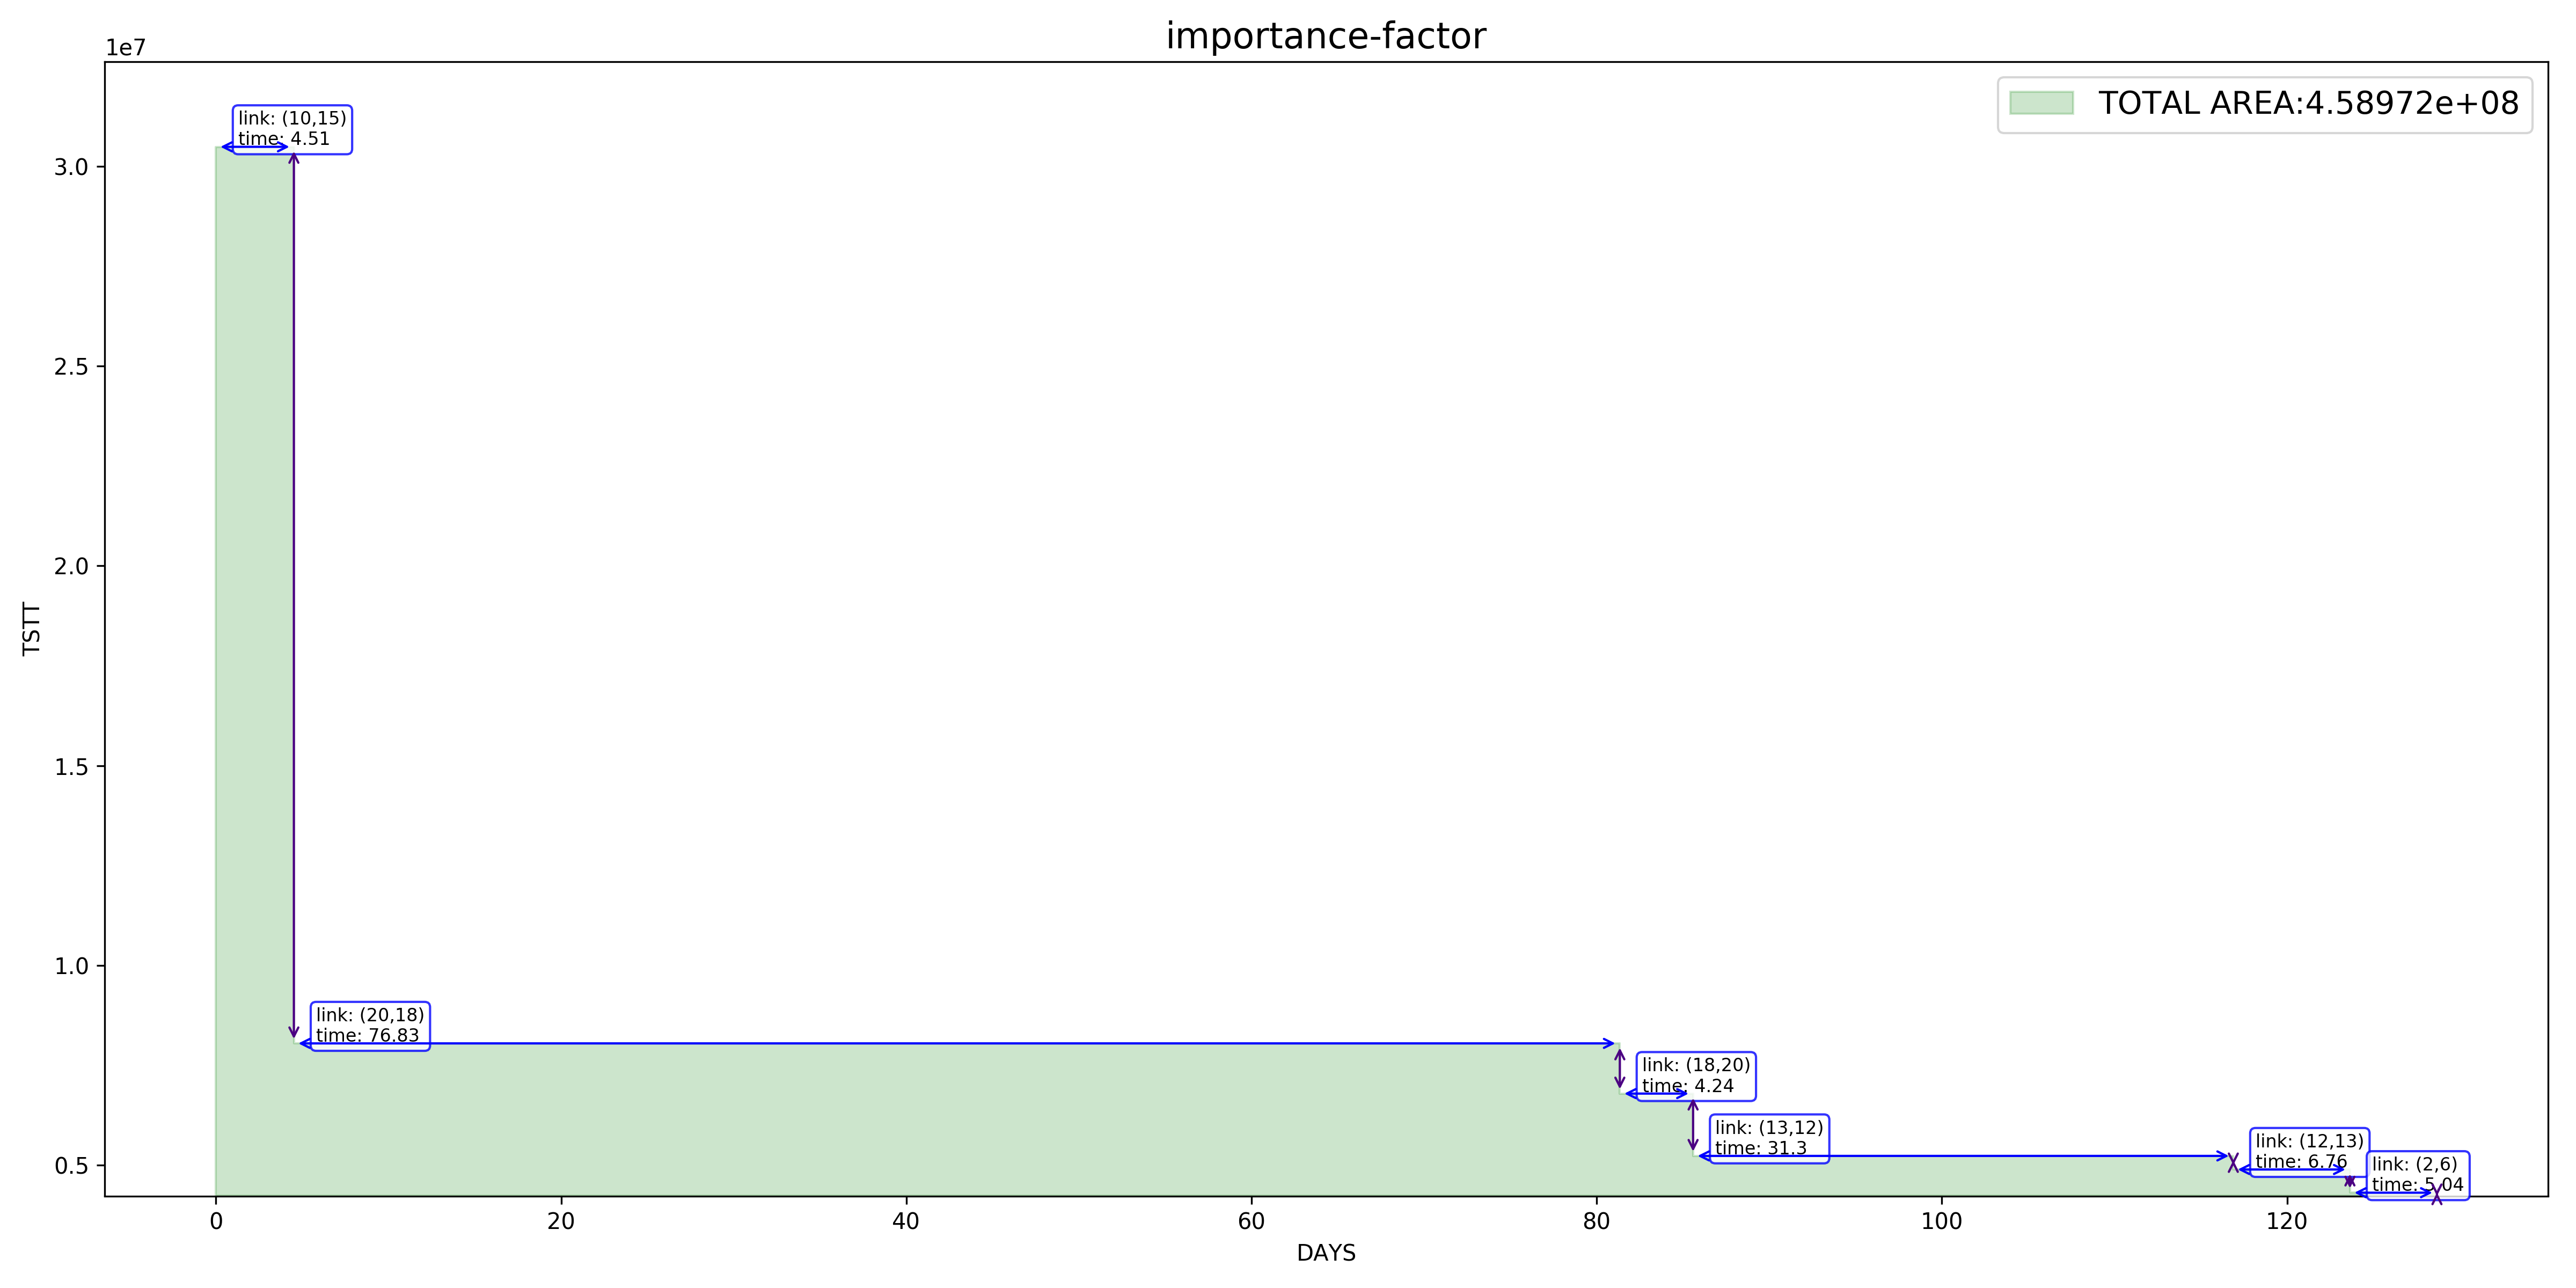 importance-factor
1e7
TOTAL AREA:4.58972e+08
link: (10,15)
time: 4.51
3.0
2.5
2.0
1.5
1.0
0.5
TSTT
link: (20,18)
time: 76.83
link: (18,20)
time: 4.24
link: (13,12)
time: 31.3
link: (12,13)
time: 6.76
link: (2,6)
time: 5.04
0 20 40 60 80 100 120
DAYS